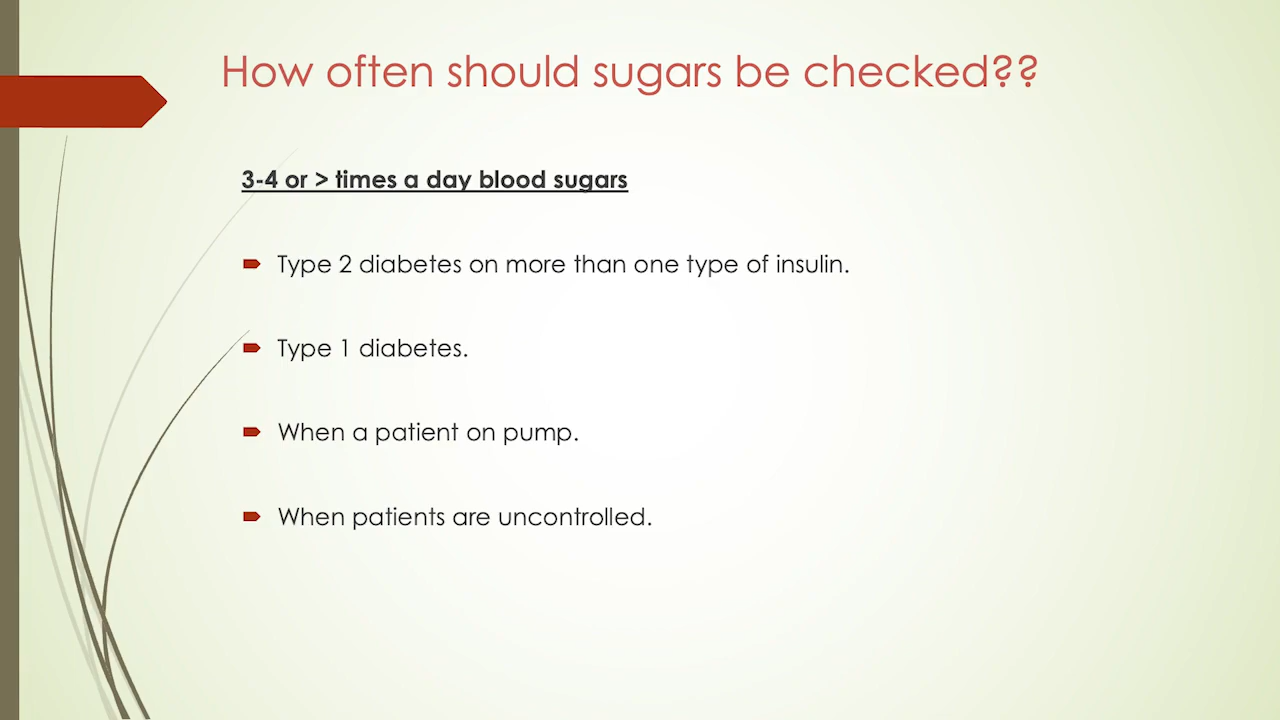 How often should sugars be checked??
3-4 or > times a day blood sugars
Type 2 diabetes on more than one type of insulin.
Type 1 diabetes.
When a patient on pump.
When patients are uncontrolled.